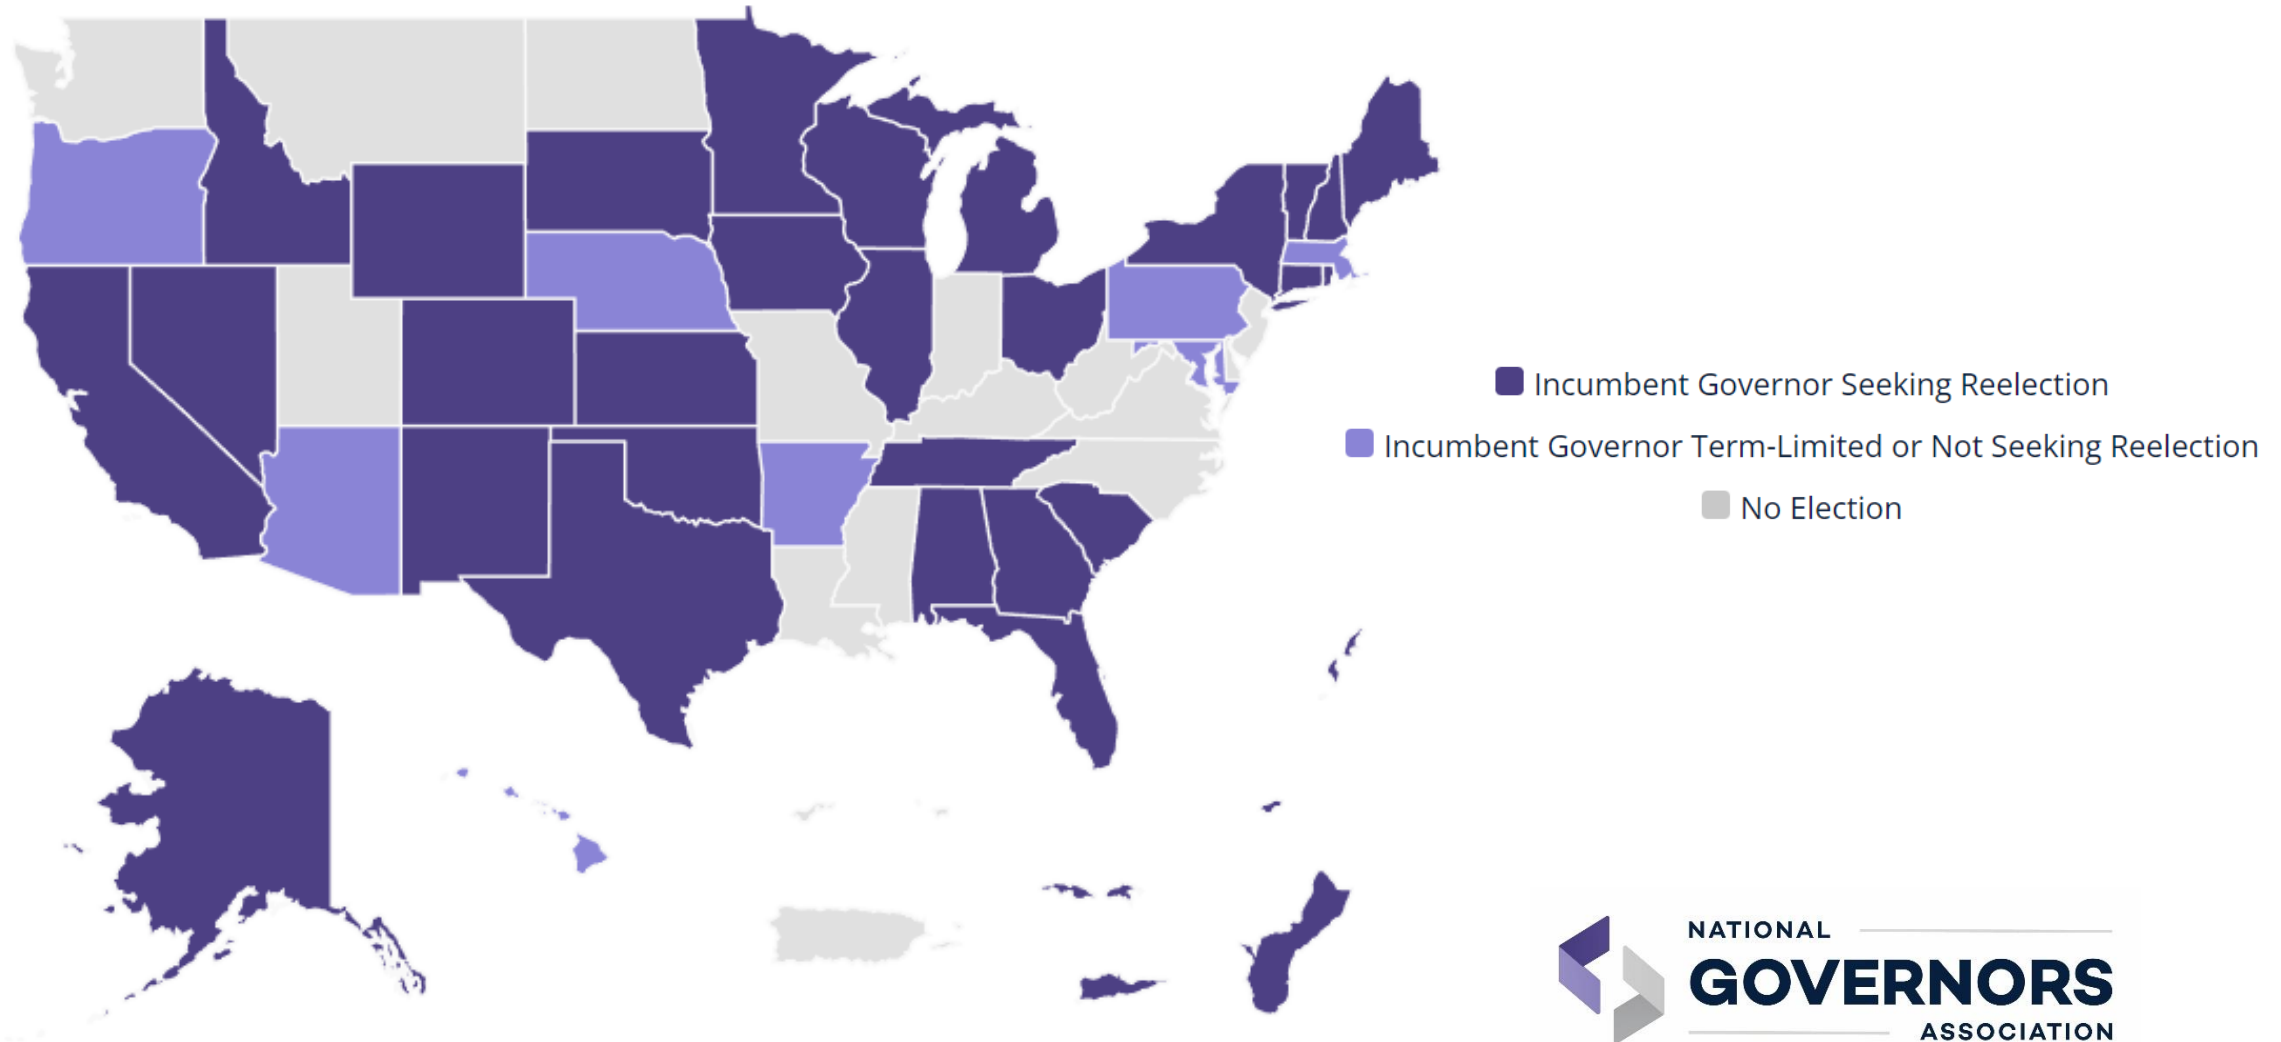 Incumbent Governor Seeking Reelection
Incumbent Governor Term-Limited or Not Seeking Reelection
No Election
NATIONAL
GOVERNORS
ASSOCIATION